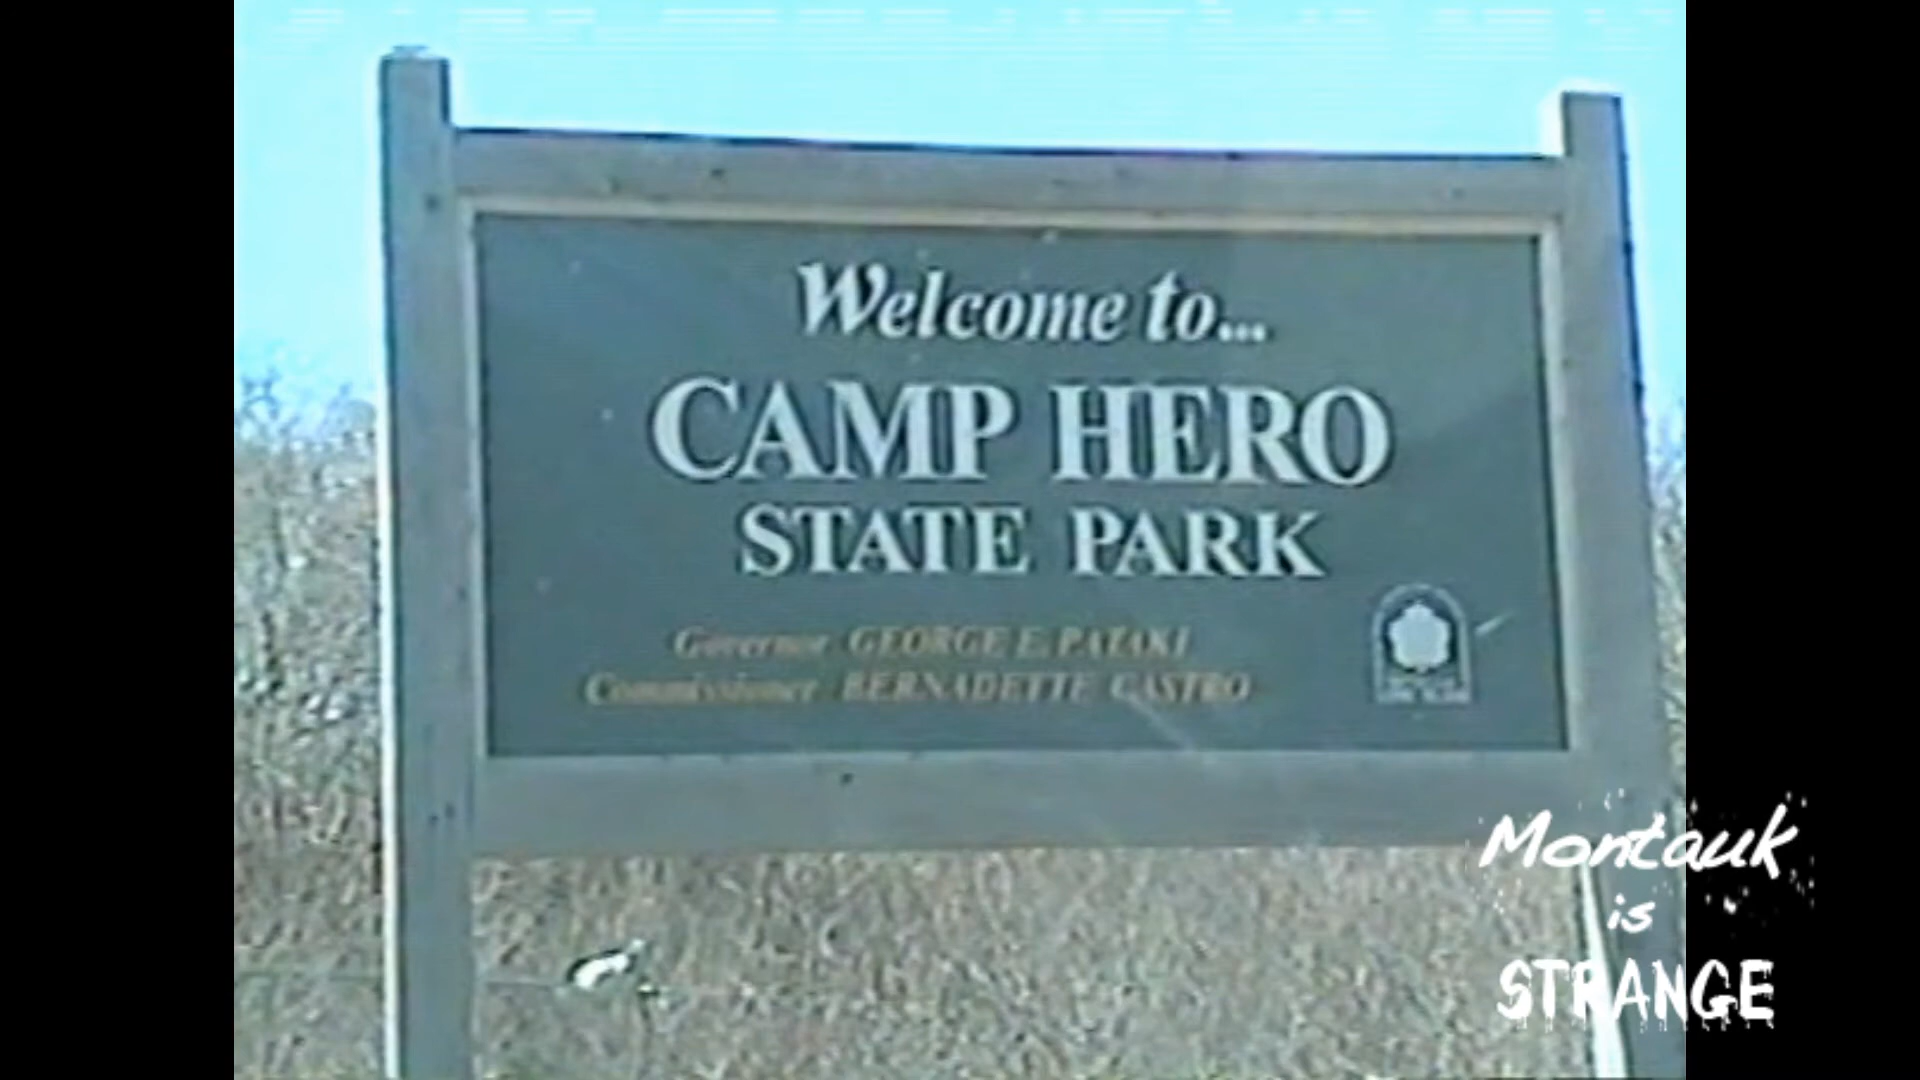 Welcome to...
CAMP HERO
STATE PARK
Governor GEORGE E. PATAKI
Commissioner BERNADETTE CASTRO
Montauk
is
STRANGE